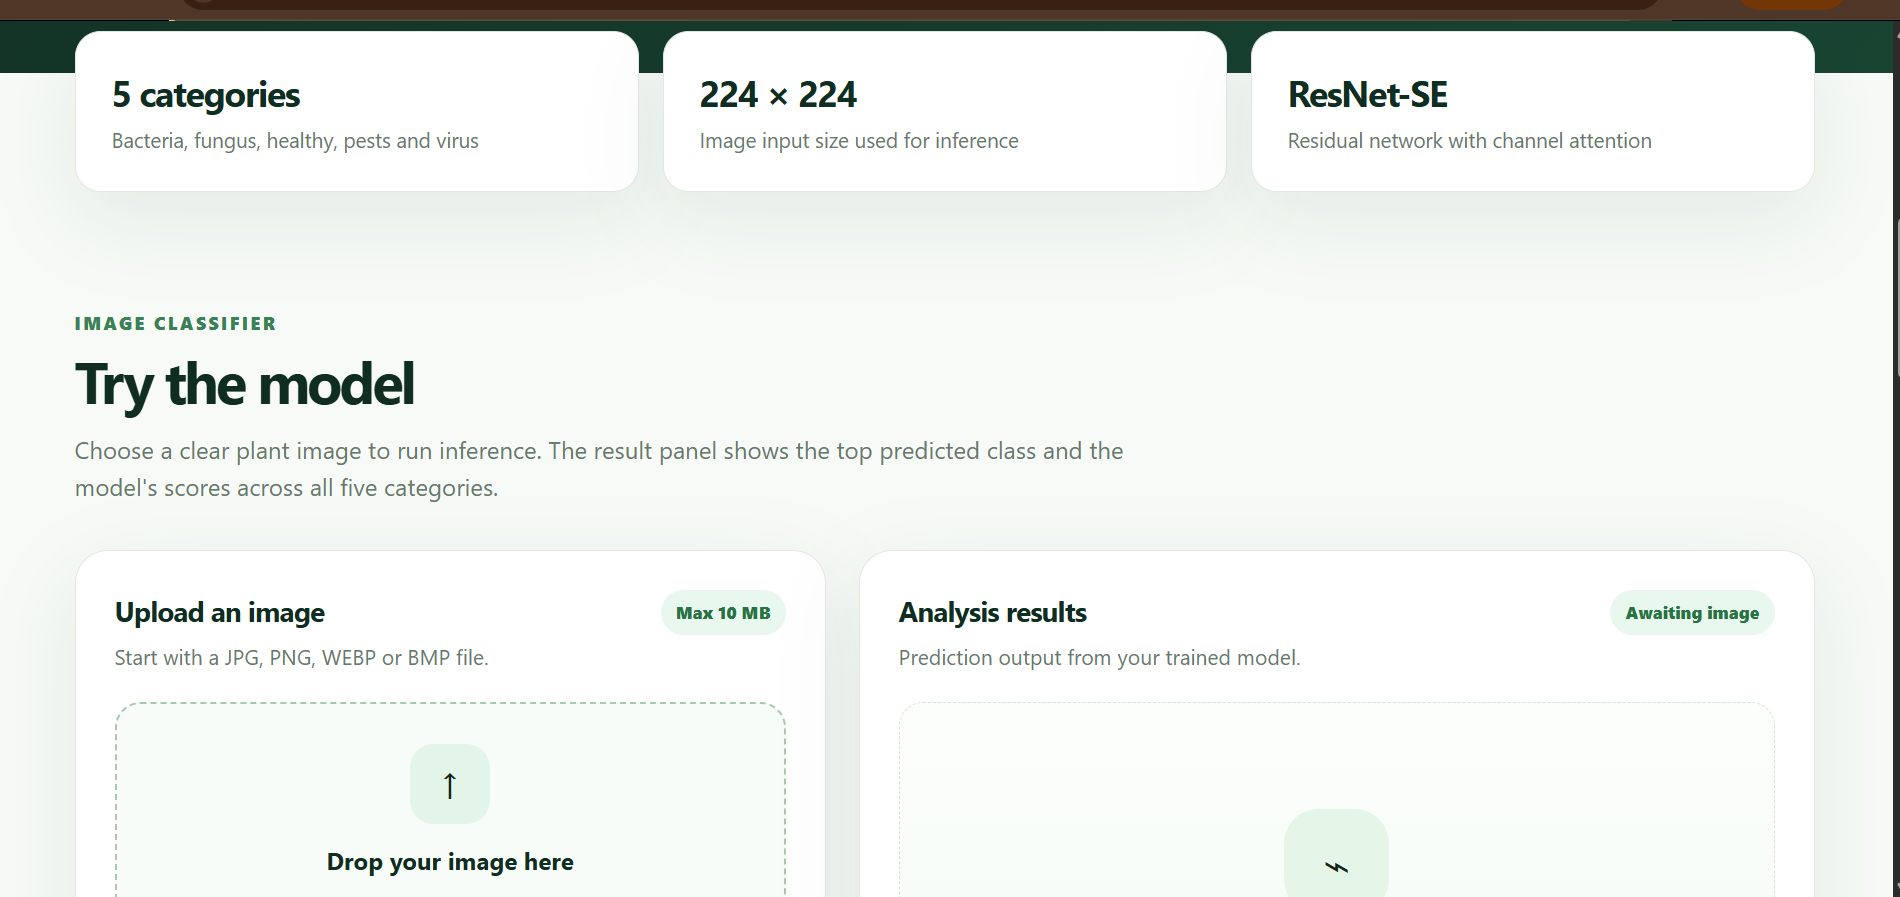 5 categories
Bacteria, fungus, healthy, pests and virus
224 × 224
Image input size used for inference
ResNet-SE
Residual network with channel attention
IMAGE CLASSIFIER
Try the model
Choose a clear plant image to run inference. The result panel shows the top predicted class and the
model's scores across all five categories.
Upload an image
Max 10 MB
Start with a JPG, PNG, WEBP or BMP file.
Drop your image here
Analysis results
Awaiting image
Prediction output from your trained model.